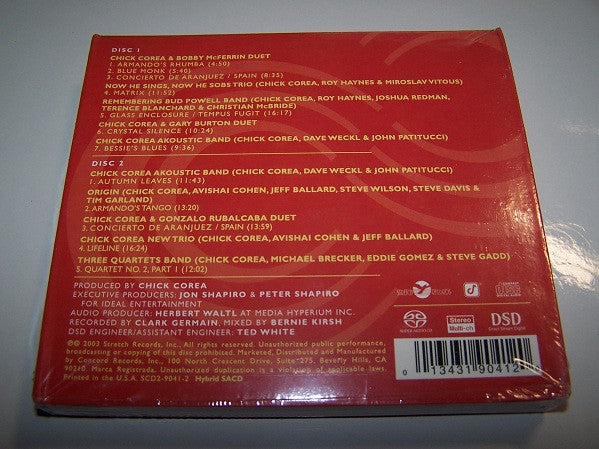 DISC 1
CHICK COREA & BOBBY McFERRIN DUET
1. ARMANDO'S RHUMBA (4:50)
2. BLUE MONK (5:40)
3. CONCIERTO DE ARANJUEZ / SPAIN (8:35)
NOW HE SINGS, NOW HE SOBS TRIO (CHICK COREA, ROY HAYNES & MIROSLAV VITOUS)
4. MATRIX (11:52)
REMEMBERING BUD POWELL BAND (CHICK COREA, ROY HAYNES, JOSHUA REDMAN,
TERENCE BLANCHARD & CHRISTIAN McBRIDE)
5. GLASS ENCLOSURE / TEMPUS FUGIT (16:17)
CHICK COREA & GARY BURTON DUET
6. CRYSTAL SILENCE (10:24)
CHICK COREA AKOUSTIC BAND (CHICK COREA, DAVE WECKL & JOHN PATITUCCI)
7. BESSIE'S BLUES (9:36)
DISC 2
CHICK COREA AKOUSTIC BAND (CHICK COREA, DAVE WECKL & JOHN PATITUCCI)
1. AUTUMN LEAVES (11:43)
ORIGIN (CHICK COREA, AVISHAI COHEN, JEFF BALLARD, STEVE WILSON, STEVE DAVIS &
TIM GARLAND)
2. ARMANDO'S TANGO (13:20)
CHICK COREA & GONZALO RUBALCABA DUET
3. CONCIERTO DE ARANJUEZ / SPAIN (13:59)
CHICK COREA NEW TRIO (CHICK COREA, AVISHAI COHEN & JEFF BALLARD)
4. LIFELINE (16:24)
THREE QUARTETS BAND (CHICK COREA, MICHAEL BRECKER, EDDIE GOMEZ & STEVE GADD)
5. QUARTET NO. 2, PART 1 (12:02)
PRODUCED BY CHICK COREA
EXECUTIVE PRODUCERS: JON SHAPIRO & PETER SHAPIRO
FOR IDEAL ENTERTAINMENT
AUDIO PRODUCER: HERBERT WALTL AT MEDIA HYPERIUM INC.
RECORDED BY CLARK GERMAIN, MIXED BY BERNIE KIRSH
DSD ENGINEER/ASSISTANT ENGINEER: TED WHITE
℗© 2003 Stretch Records, Inc., All rights reserved. Unauthorized public performance,
broadcasting or copying of this disc prohibited. Marketed, Distributed and Manufactured
by Concord Records, Inc., 100 North Crescent Drive, Suite 275, Beverly Hills, CA
90210. Marca Registrada. Unauthorized duplication is a violation of applicable laws.
Printed in the U.S.A. SCD2-9041-2 Hybrid SACD
SUPER AUDIO CD
Stereo
Multi-ch
DSD
Direct Stream Digital
0 13431 90412